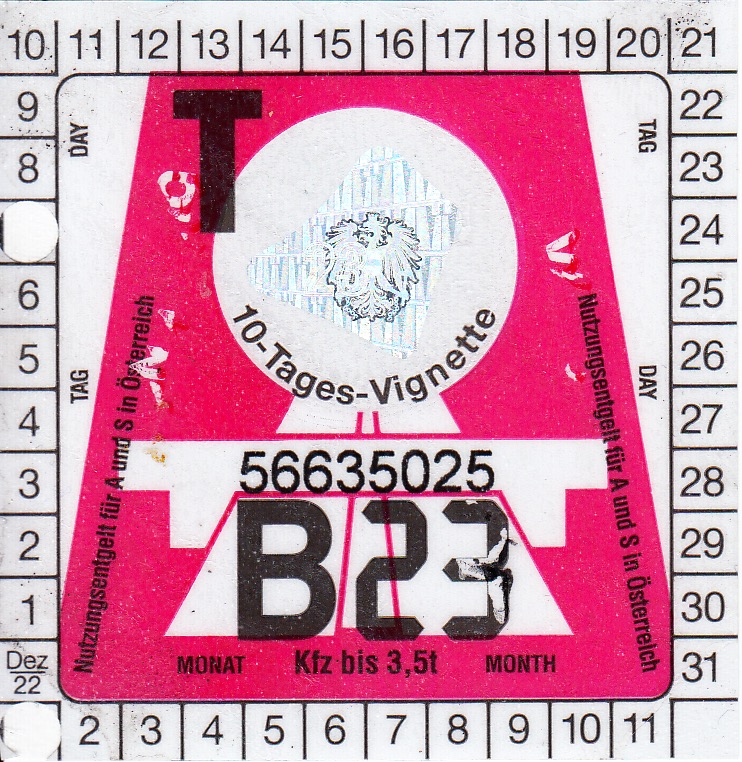 10 11 12 13 14 15 16 17 18 19 20 21
9
8
6
5
4
3
2
1
Dez
22
DAY
TAG
TAG
DAY
22
23
24
25
26
27
28
29
30
31
T
10-Tages-Vignette
Nutzungsentgelt für A und S in Österreich
Nutzungsentgelt für A und S in Österreich
56635025
B23
MONAT Kfz bis 3,5t MONTH
2 3 4 5 6 7 8 9 10 11